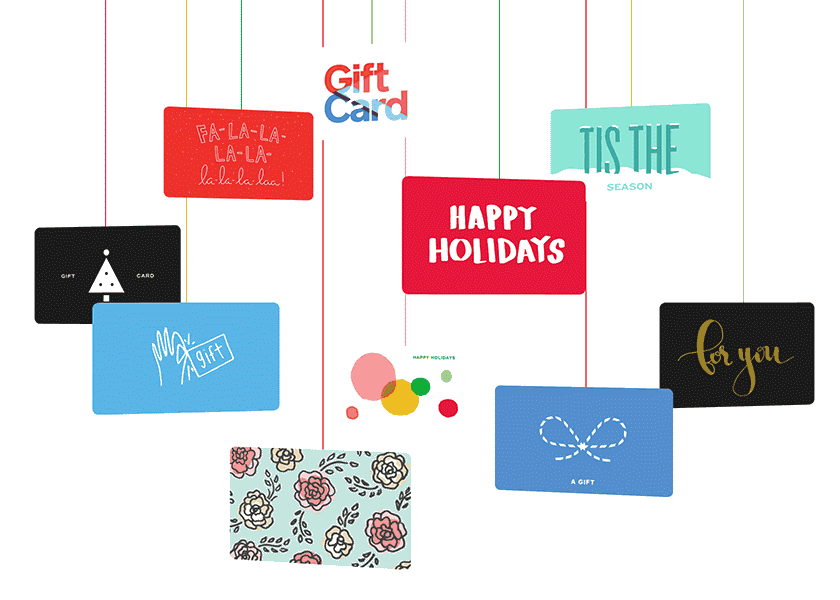 Gift
Card
FA-LA-LA-
LA-LA-
la-la-la-laa!
TIS THE
SEASON
HAPPY
HOLIDAYS
GIFT CARD
gift
HAPPY HOLIDAYS
for you
A GIFT